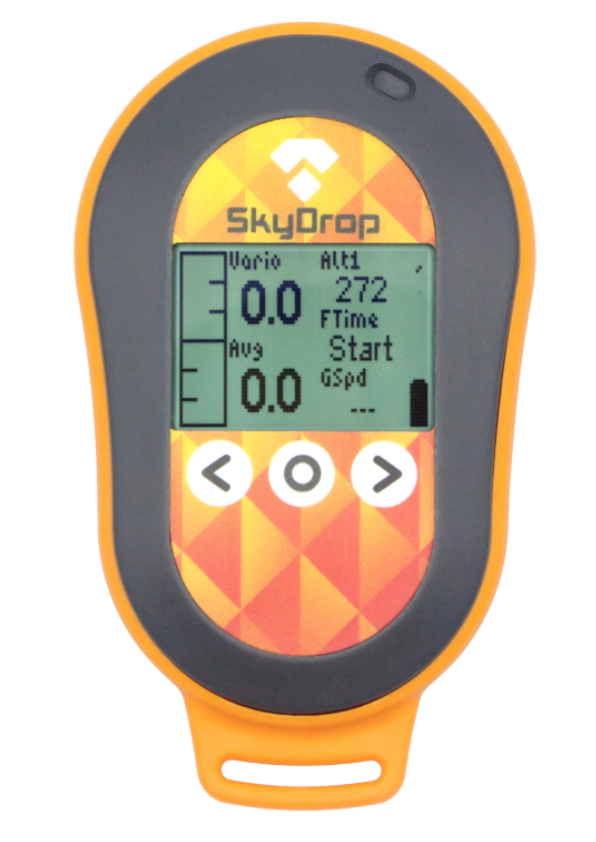 SkyDrop
Vario
0.0
Alt1
272
FTime
Start
Avg
0.0
GSpd
---